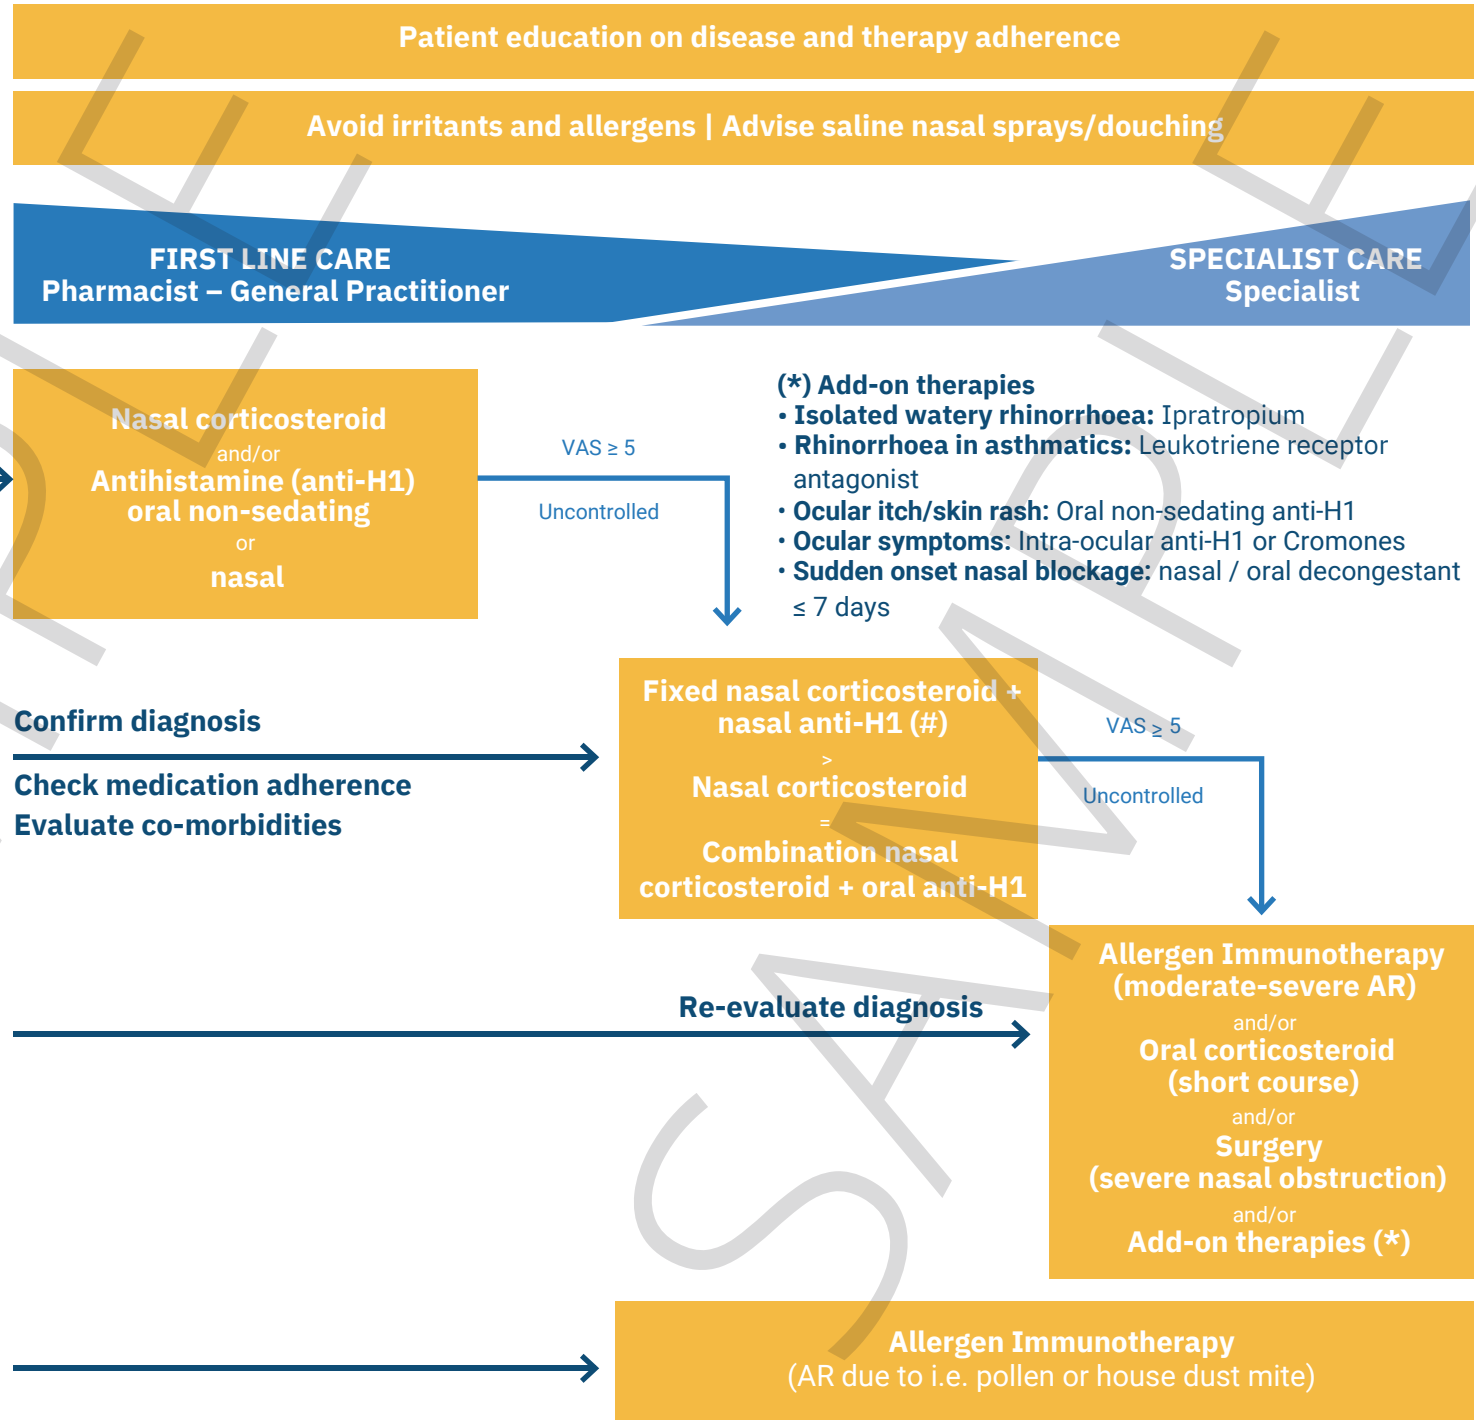 Patient education on disease and therapy adherence
Avoid irritants and allergens | Advise saline nasal sprays/douching
FIRST LINE CARE
Pharmacist – General Practitioner
SPECIALIST CARE
Specialist
Nasal corticosteroid
and/or
Antihistamine (anti-H1)
oral non-sedating
or
nasal
VAS ≥ 5
Uncontrolled
(*) Add-on therapies
• Isolated watery rhinorrhoea: Ipratropium
• Rhinorrhoea in asthmatics: Leukotriene receptor
antagonist
• Ocular itch/skin rash: Oral non-sedating anti-H1
• Ocular symptoms: Intra-ocular anti-H1 or Cromones
• Sudden onset nasal blockage: nasal / oral decongestant
≤ 7 days
Confirm diagnosis
Check medication adherence
Evaluate co-morbidities
Fixed nasal corticosteroid +
nasal anti-H1 (#)
>
Nasal corticosteroid
=
Combination nasal
corticosteroid + oral anti-H1
VAS ≥ 5
Uncontrolled
Re-evaluate diagnosis
Allergen Immunotherapy
(moderate-severe AR)
and/or
Oral corticosteroid
(short course)
and/or
Surgery
(severe nasal obstruction)
and/or
Add-on therapies (*)
Allergen Immunotherapy
(AR due to i.e. pollen or house dust mite)
SAMPLE
PLE